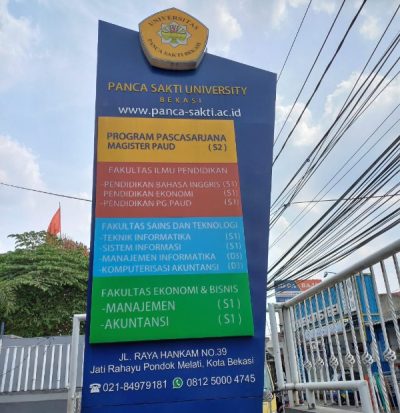 UNIVERSITAS
PANCA SAKTI BEKASI
PANCA SAKTI UNIVERSITY
BEKASI
www.panca-sakti.ac.id
PROGRAM PASCASARJANA
MAGISTER PAUD (S2)
FAKULTAS ILMU PENDIDIKAN
-PENDIDIKAN BAHASA INGGRIS (S1)
-PENDIDIKAN EKONOMI (S1)
-PENDIDIKAN PG PAUD (S1)
FAKULTAS SAINS DAN TEKNOLOGI
-TEKNIK INFORMATIKA (S1)
-SISTEM INFORMASI (S1)
-MANAJEMEN INFORMATIKA (D3)
-KOMPUTERISASI AKUNTANSI (D3)
FAKULTAS EKONOMI & BISNIS
-MANAJEMEN (S1)
-AKUNTANSI (S1)
JL. RAYA HANKAM NO.39
Jati Rahayu Pondok Melati, Kota Bekasi
021-84979181 0812 5000 4745